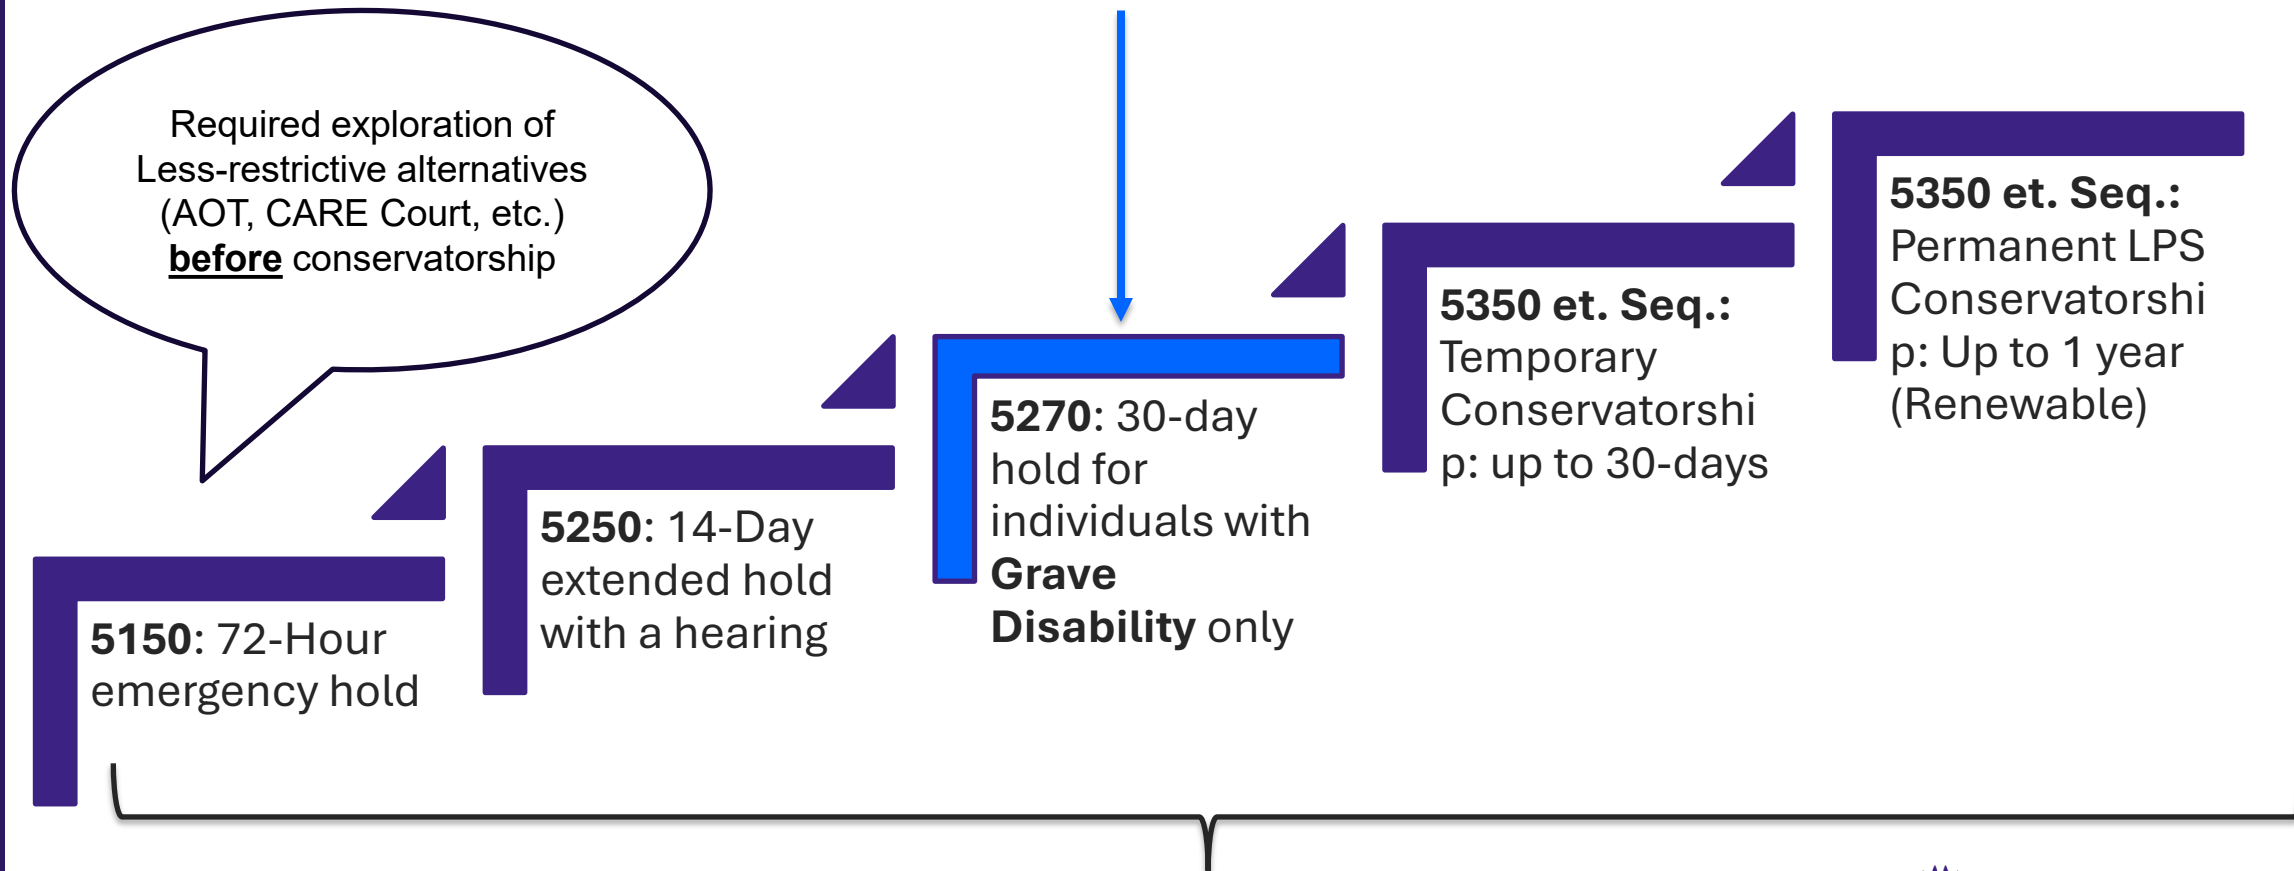 Required exploration of
Less-restrictive alternatives
(AOT, CARE Court, etc.)
before conservatorship
5150: 72-Hour
emergency hold
5250: 14-Day
extended hold
with a hearing
5270: 30-day
hold for
individuals with
Grave
Disability only
5350 et. Seq.:
Temporary
Conservatorshi
p: up to 30-days
5350 et. Seq.:
Permanent LPS
Conservatorshi
p: Up to 1 year
(Renewable)